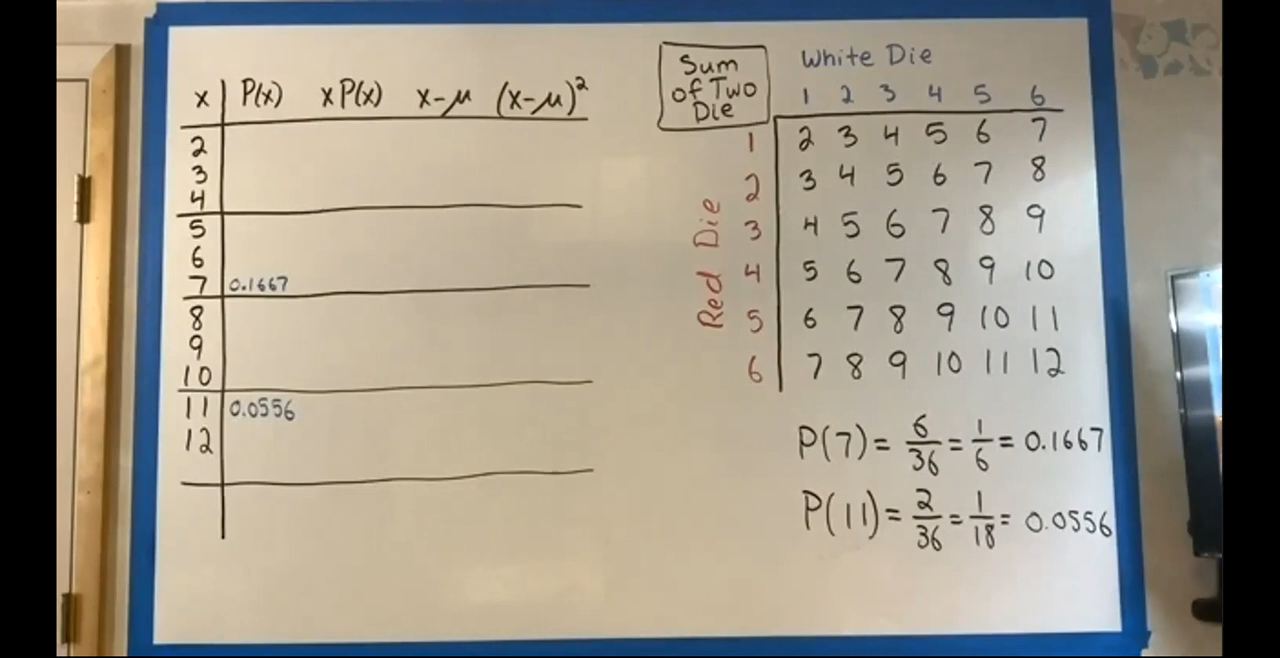 x P(x) xP(x) x-μ (x-μ)²
2
3
4
5
6
7 0.1667
8
9
10
11 0.0556
12
Sum
of Two
Die
White Die
1 2 3 4 5 6
Red Die
1 2 3 4 5 6 7
2 3 4 5 6 7 8
3 4 5 6 7 8 9
4 5 6 7 8 9 10
5 6 7 8 9 10 11
6 7 8 9 10 11 12
P(7) = 6/36 = 1/6 = 0.1667
P(11) = 2/36 = 1/18 = 0.0556